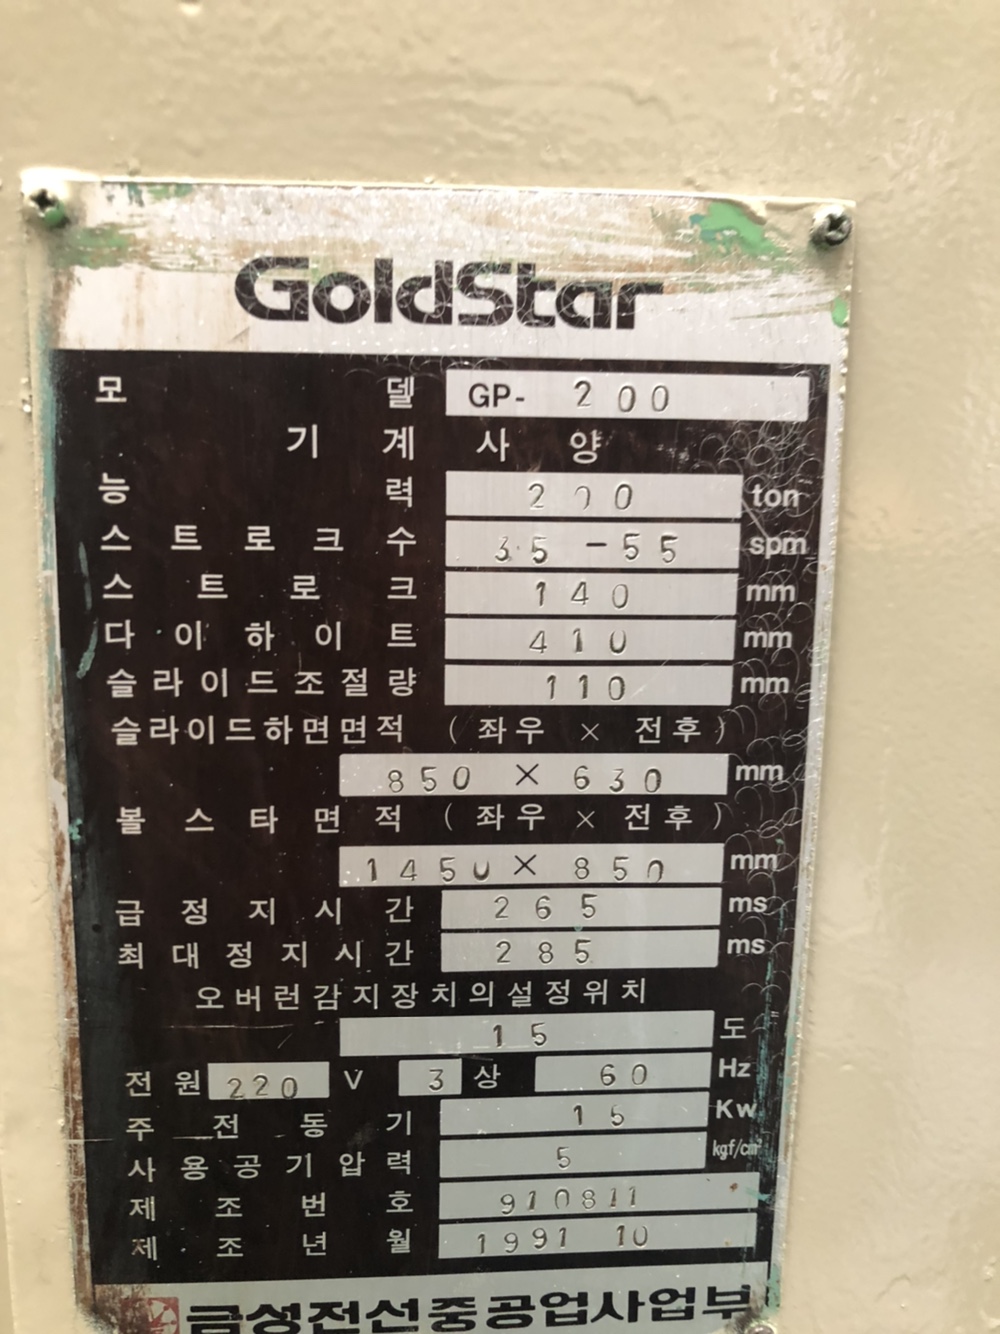 GoldStar
모 델 GP- 200
기 계 사 양
능 력 200 ton
스 트 로 크 수 35 -55 spm
스 트 로 크 140 mm
다 이 하 이 트 410 mm
슬 라 이 드 조 절 량 110 mm
슬라이드하면면적 ( 좌우 × 전후 )
850 × 630 mm
볼 스 타 면 적 ( 좌우 × 전후 )
1450 × 850 mm
급 정 지 시 간 265 ms
최 대 정 지 시 간 285 ms
오버런감지장치의설정위치
15 도
전 원 220 V 3 상 60 Hz
주 전 동 기 15 Kw
사 용 공 기 압 력 5 kgf/cm²
제 조 번 호 910811
제 조 년 월 1991 10
금성전선중공업사업부